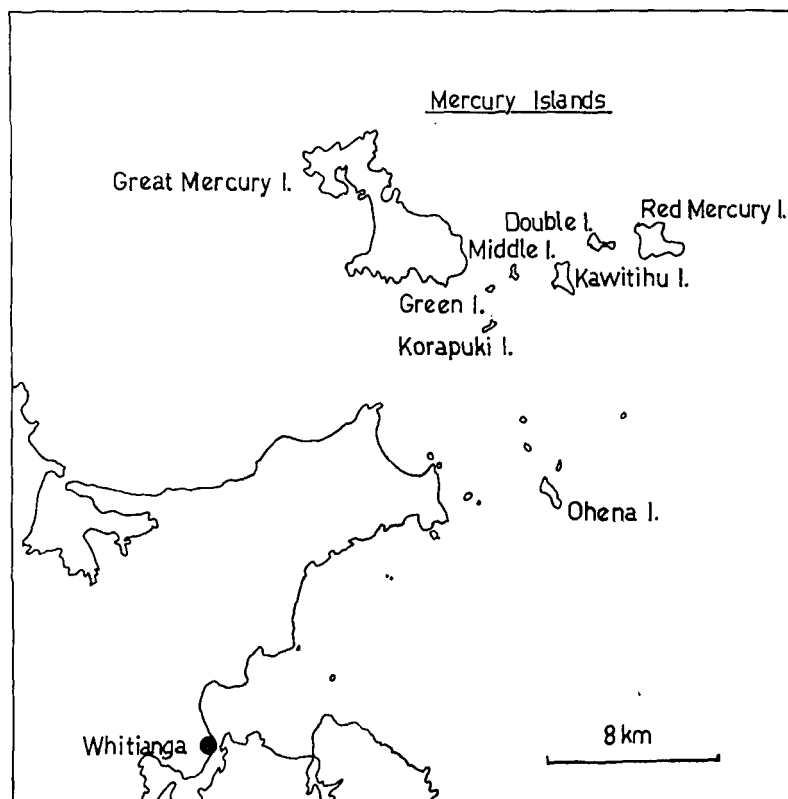 Mercury Islands
Great Mercury I.
Red Mercury I.
Double I.
Middle I.
Kawitihu I.
Green I.
Korapuki I.
Ohena I.
Whitianga
8 km